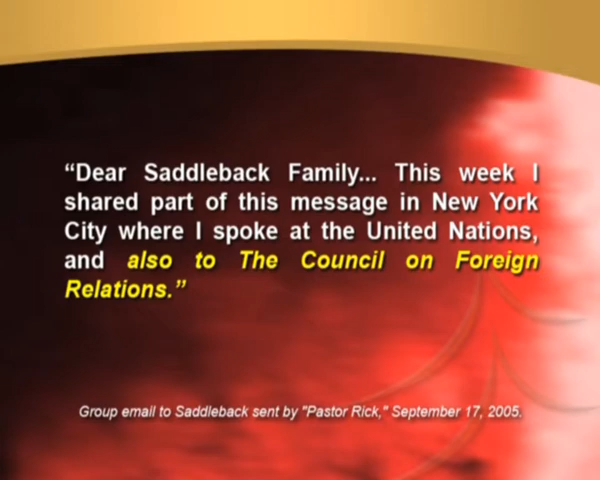 “Dear Saddleback Family... This week I
shared part of this message in New York
City where I spoke at the United Nations,
and also to The Council on Foreign
Relations.”
Group email to Saddleback sent by "Pastor Rick," September 17, 2005.